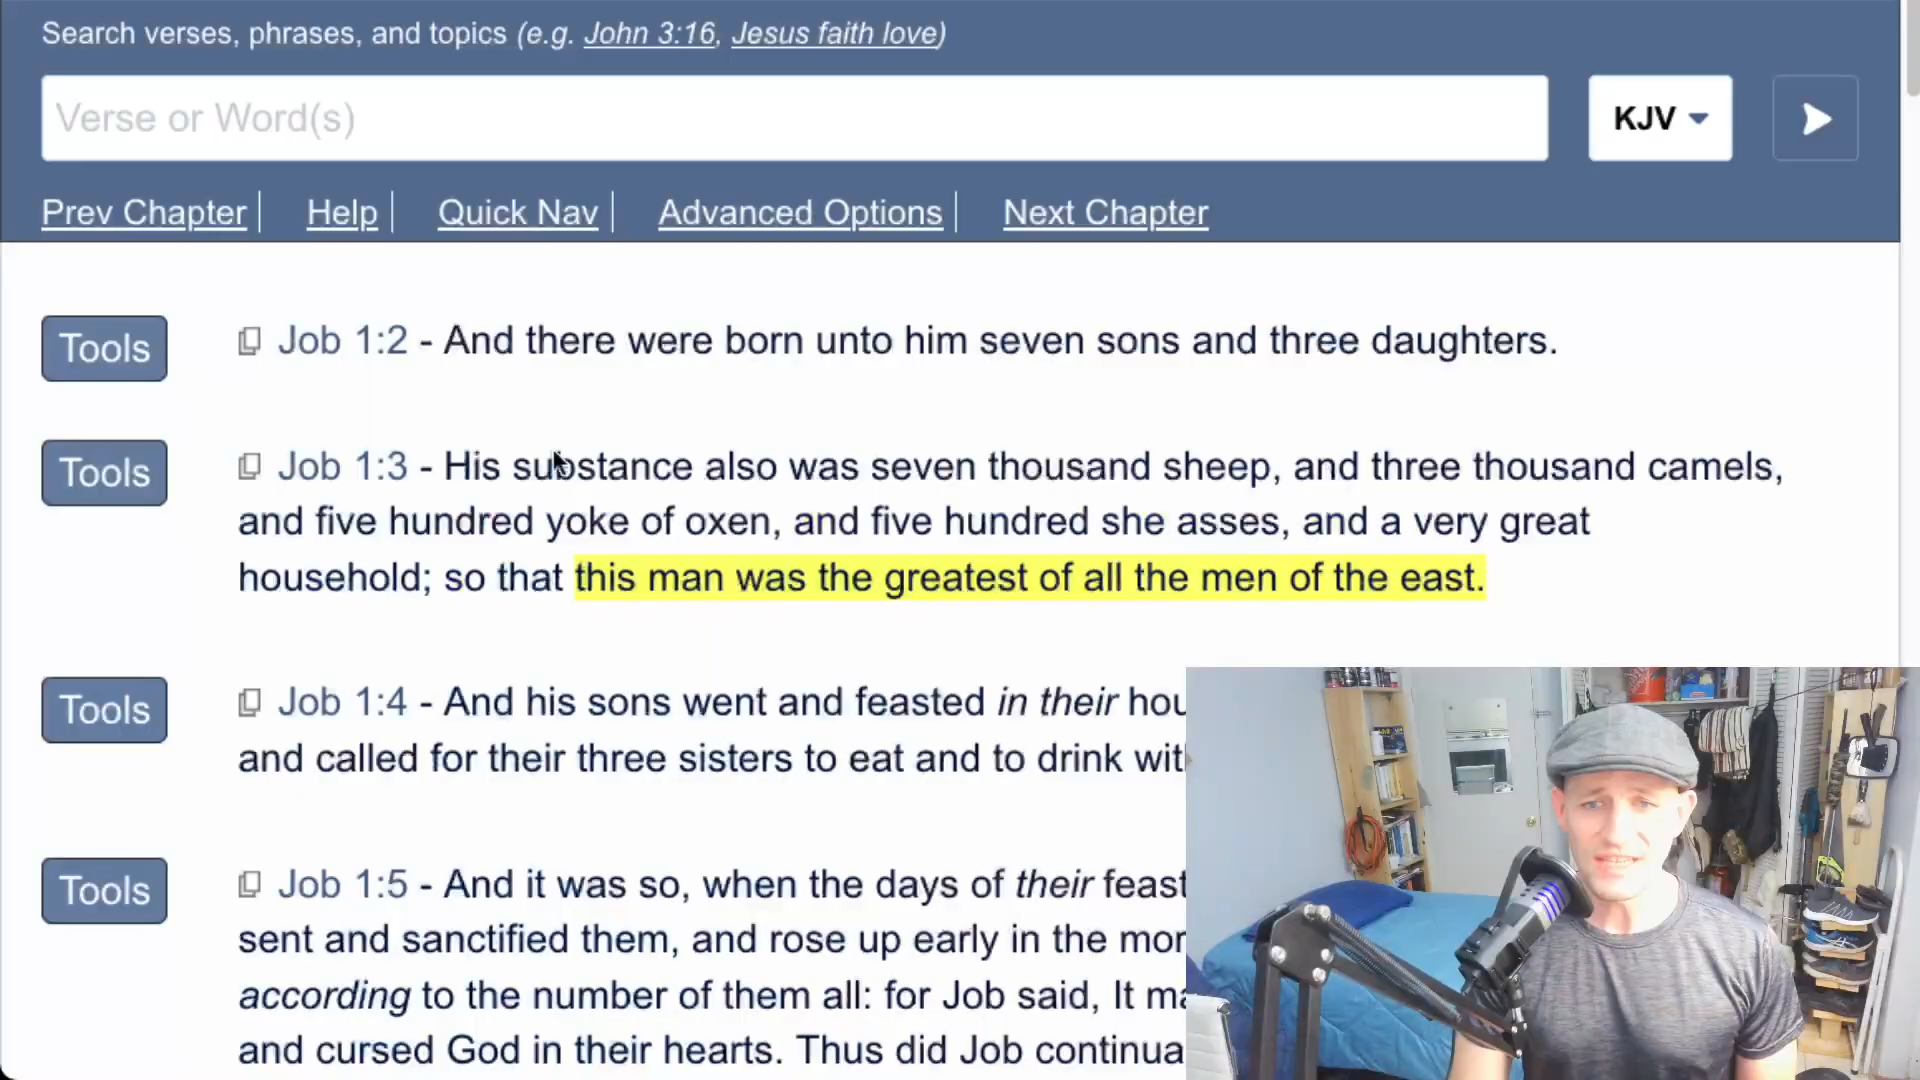 Search verses, phrases, and topics (e.g. John 3:16, Jesus faith love)
Verse or Word(s)
KJV
Prev Chapter
Help
Quick Nav
Advanced Options
Next Chapter
Tools
Job 1:2 - And there were born unto him seven sons and three daughters.
Tools
Job 1:3 - His substance also was seven thousand sheep, and three thousand camels,
and five hundred yoke of oxen, and five hundred she asses, and a very great
household; so that this man was the greatest of all the men of the east.
Tools
Job 1:4 - And his sons went and feasted in their hou
and called for their three sisters to eat and to drink wit
Tools
Job 1:5 - And it was so, when the days of their feast
sent and sanctified them, and rose up early in the mor
according to the number of them all: for Job said, It ma
and cursed God in their hearts. Thus did Job continua